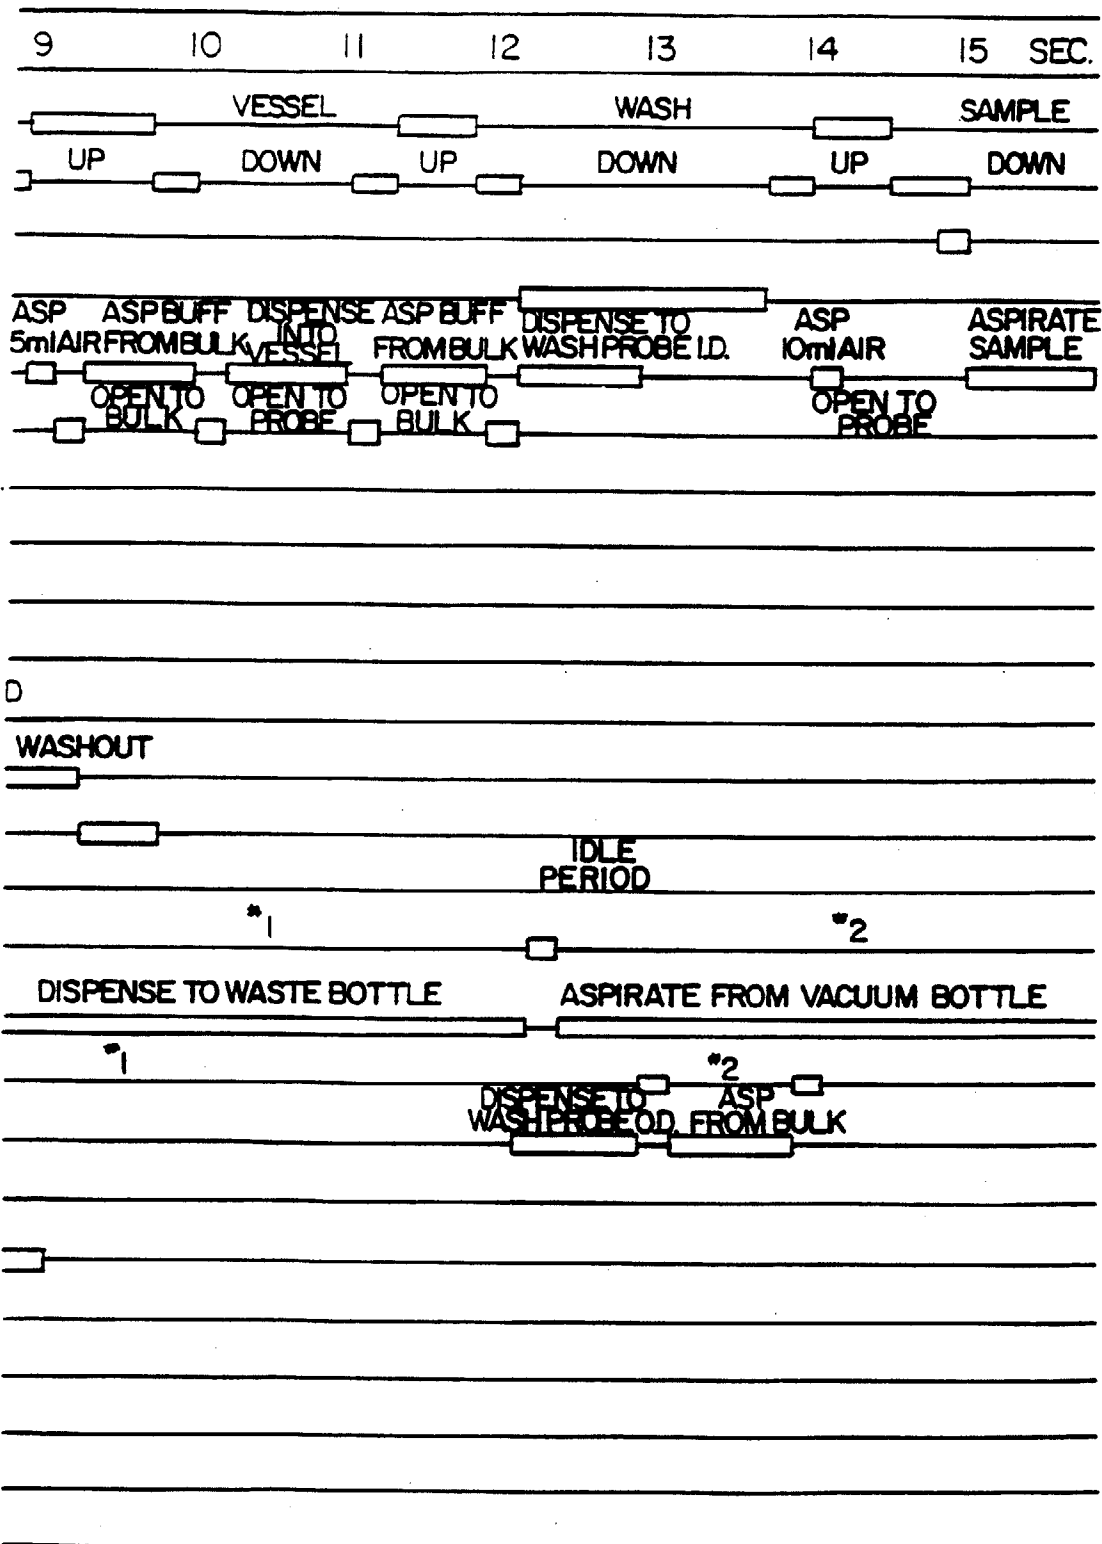 9 10 11 12 13 14 15 SEC.
VESSEL WASH SAMPLE
UP DOWN UP DOWN UP DOWN
ASP ASP BUFF DISPENSE ASP BUFF DISPENSE TO ASP ASPIRATE
5ml AIR FROM BULK INTO FROM BULK WASH PROBE I.D. 10ml AIR SAMPLE
VESSEL
OPEN TO OPEN TO OPEN TO OPEN TO
BULK PROBE BULK PROBE
D
WASHOUT
IDLE
PERIOD
*1 *2
DISPENSE TO WASTE BOTTLE ASPIRATE FROM VACUUM BOTTLE
*1 *2
DISPENSE TO ASP
WASH PROBE O.D. FROM BULK